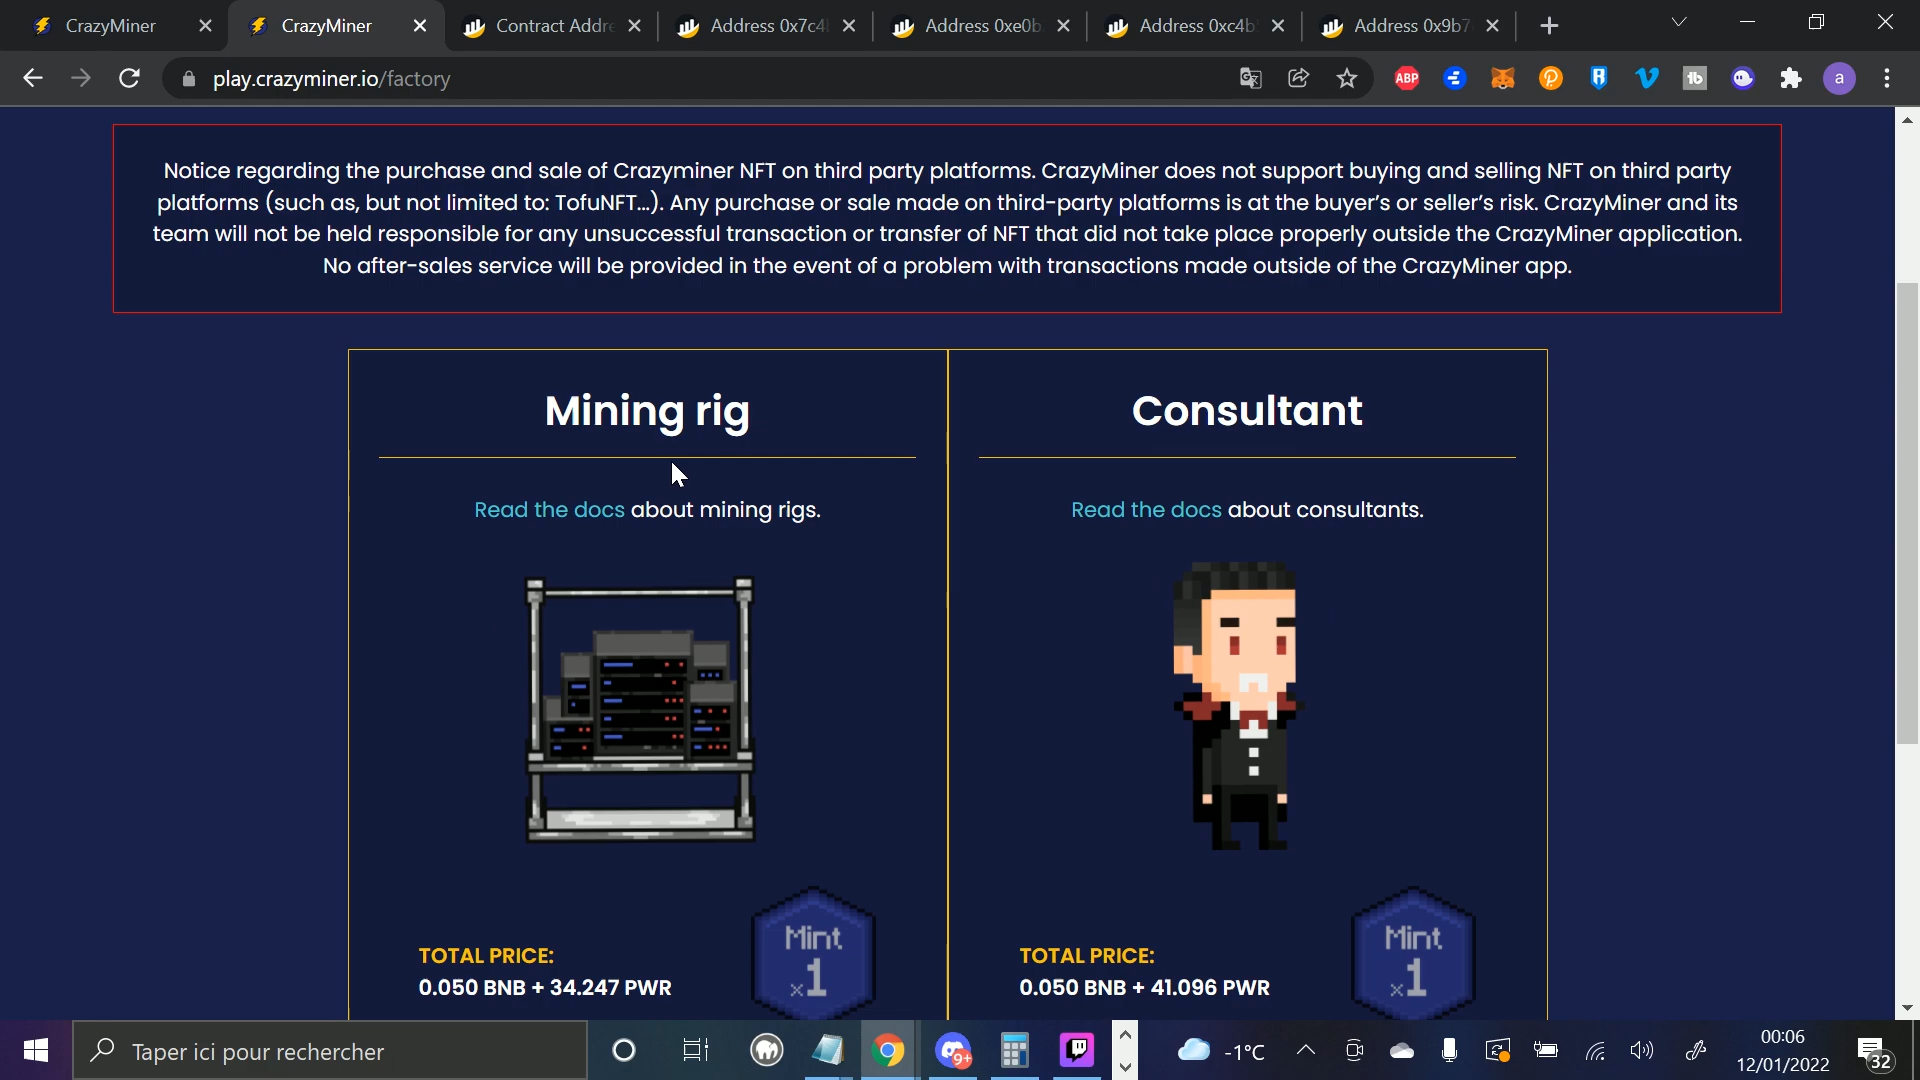 CrazyMiner
CrazyMiner
Contract Addre
Address 0x7c4
Address 0xe0b
Address 0xc4b
Address 0x9b7
play.crazyminer.io/factory
ABP
a
Notice regarding the purchase and sale of Crazyminer NFT on third party platforms. CrazyMiner does not support buying and selling NFT on third party
platforms (such as, but not limited to: TofuNFT...). Any purchase or sale made on third-party platforms is at the buyer's or seller's risk. CrazyMiner and its
team will not be held responsible for any unsuccessful transaction or transfer of NFT that did not take place properly outside the CrazyMiner application.
No after-sales service will be provided in the event of a problem with transactions made outside of the CrazyMiner app.
Mining rig
Consultant
Read the docs about mining rigs.
Read the docs about consultants.
TOTAL PRICE:
0.050 BNB + 34.247 PWR
Mint
x1
TOTAL PRICE:
0.050 BNB + 41.096 PWR
Mint
x1
Taper ici pour rechercher
9+
-1°C
00:06
12/01/2022
32